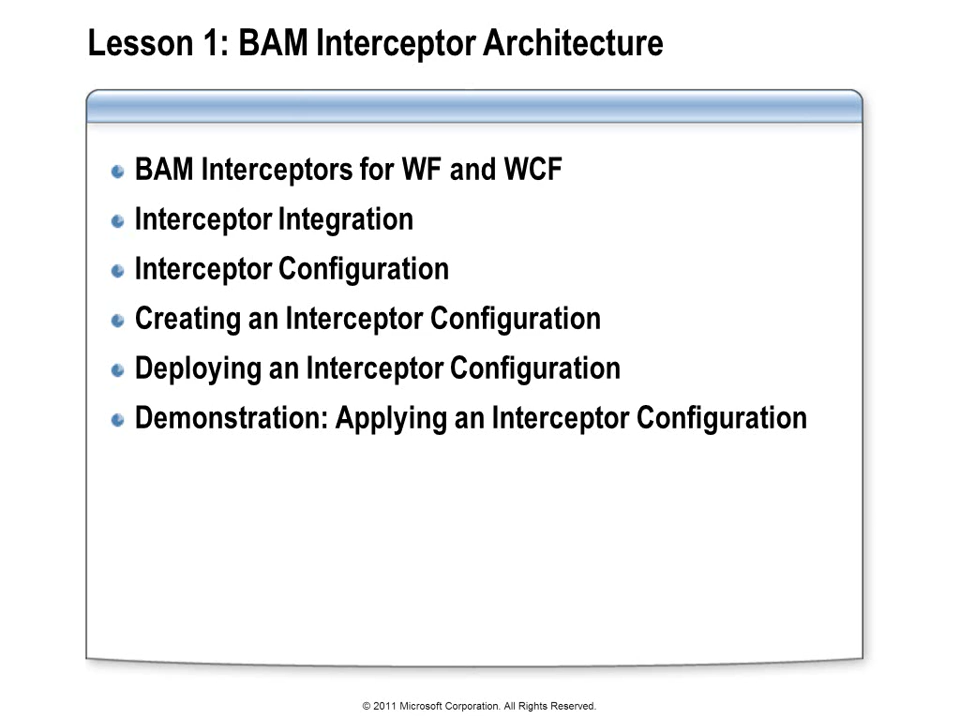 Lesson 1: BAM Interceptor Architecture
BAM Interceptors for WF and WCF
Interceptor Integration
Interceptor Configuration
Creating an Interceptor Configuration
Deploying an Interceptor Configuration
Demonstration: Applying an Interceptor Configuration
© 2011 Microsoft Corporation. All Rights Reserved.